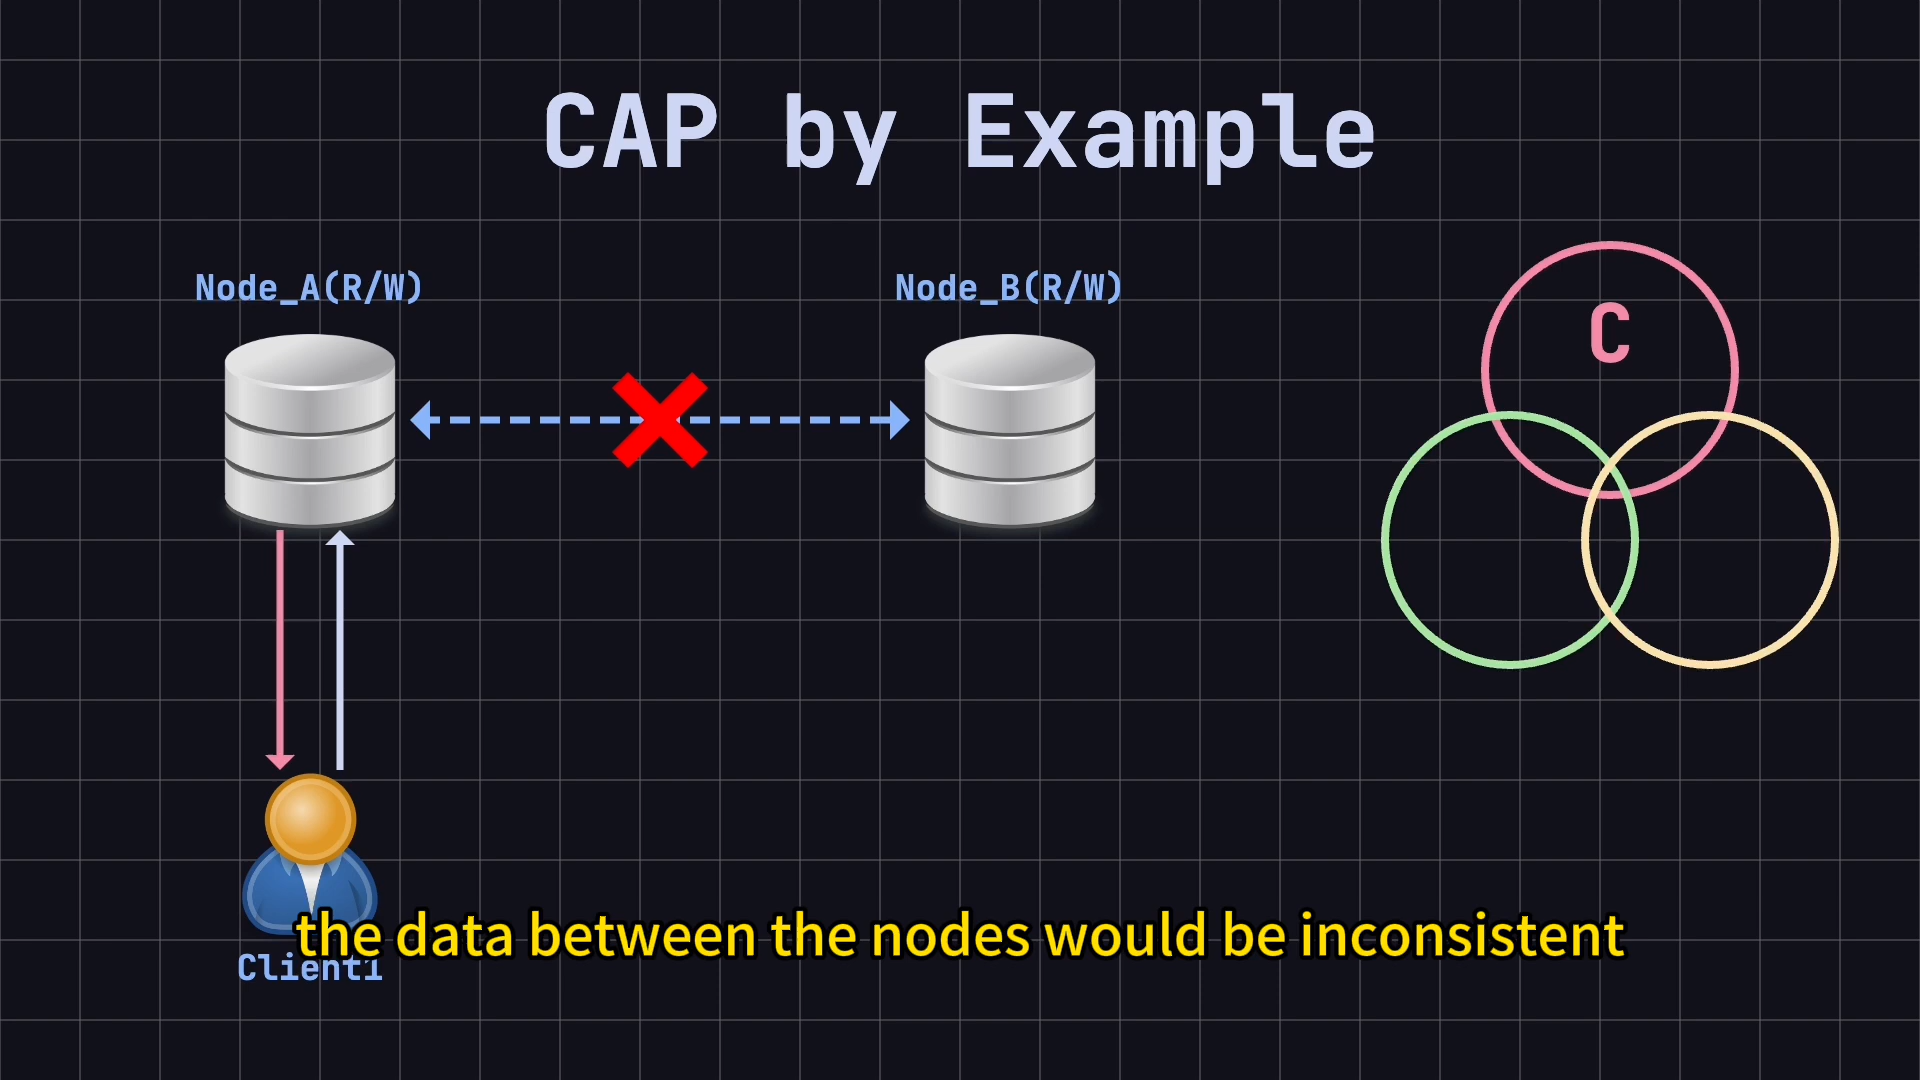 CAP by Example
Node_A(R/W)
Node_B(R/W)
C
the data between the nodes would be inconsistent
Client1